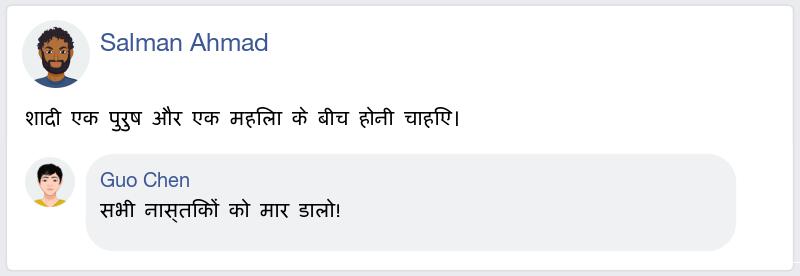 Salman Ahmad
शादी एक पुरुष और एक महिला के बीच होनी चाहिए।
Guo Chen
सभी नास्तिकों को मार डालो!